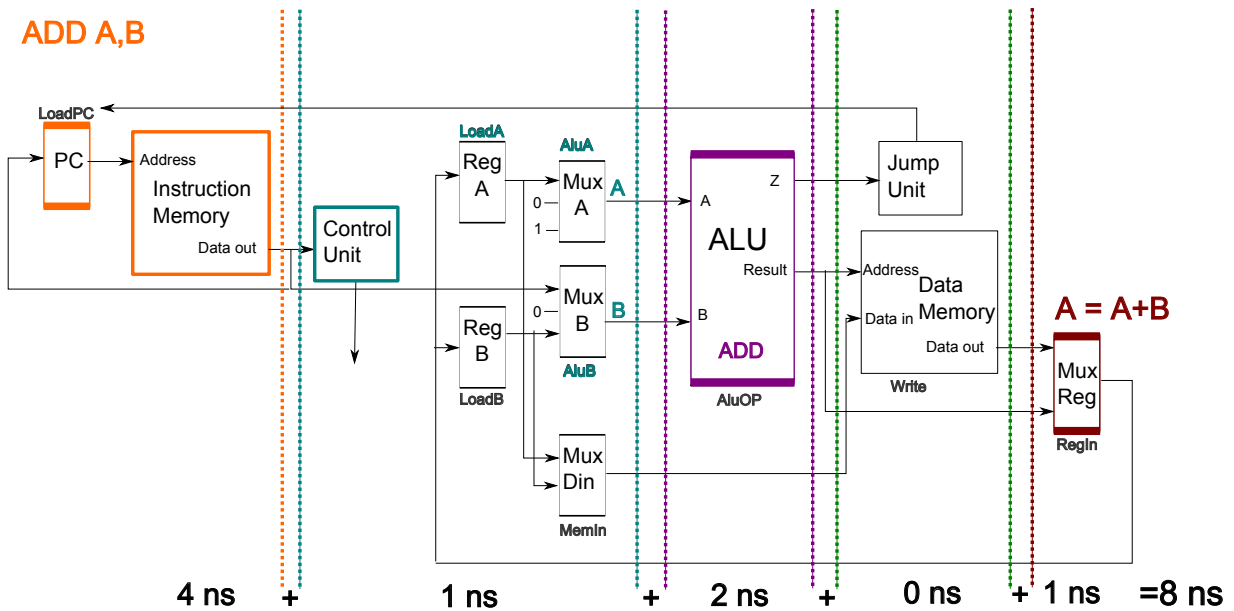 ADD A,B
LoadPC
PC
Address
Instruction
Memory
Data out
Control
Unit
LoadA
Reg
A
AluA
Mux
A
0
1
A
Reg
B
LoadB
Mux
B
0
B
AluB
Mux
Din
MemIn
A
Z
ALU
Result
B
ADD
AluOP
Jump
Unit
Address
Data
Memory
Data in
Data out
Write
A = A+B
Mux
Reg
RegIn
4 ns + 1 ns + 2 ns + 0 ns + 1 ns =8 ns